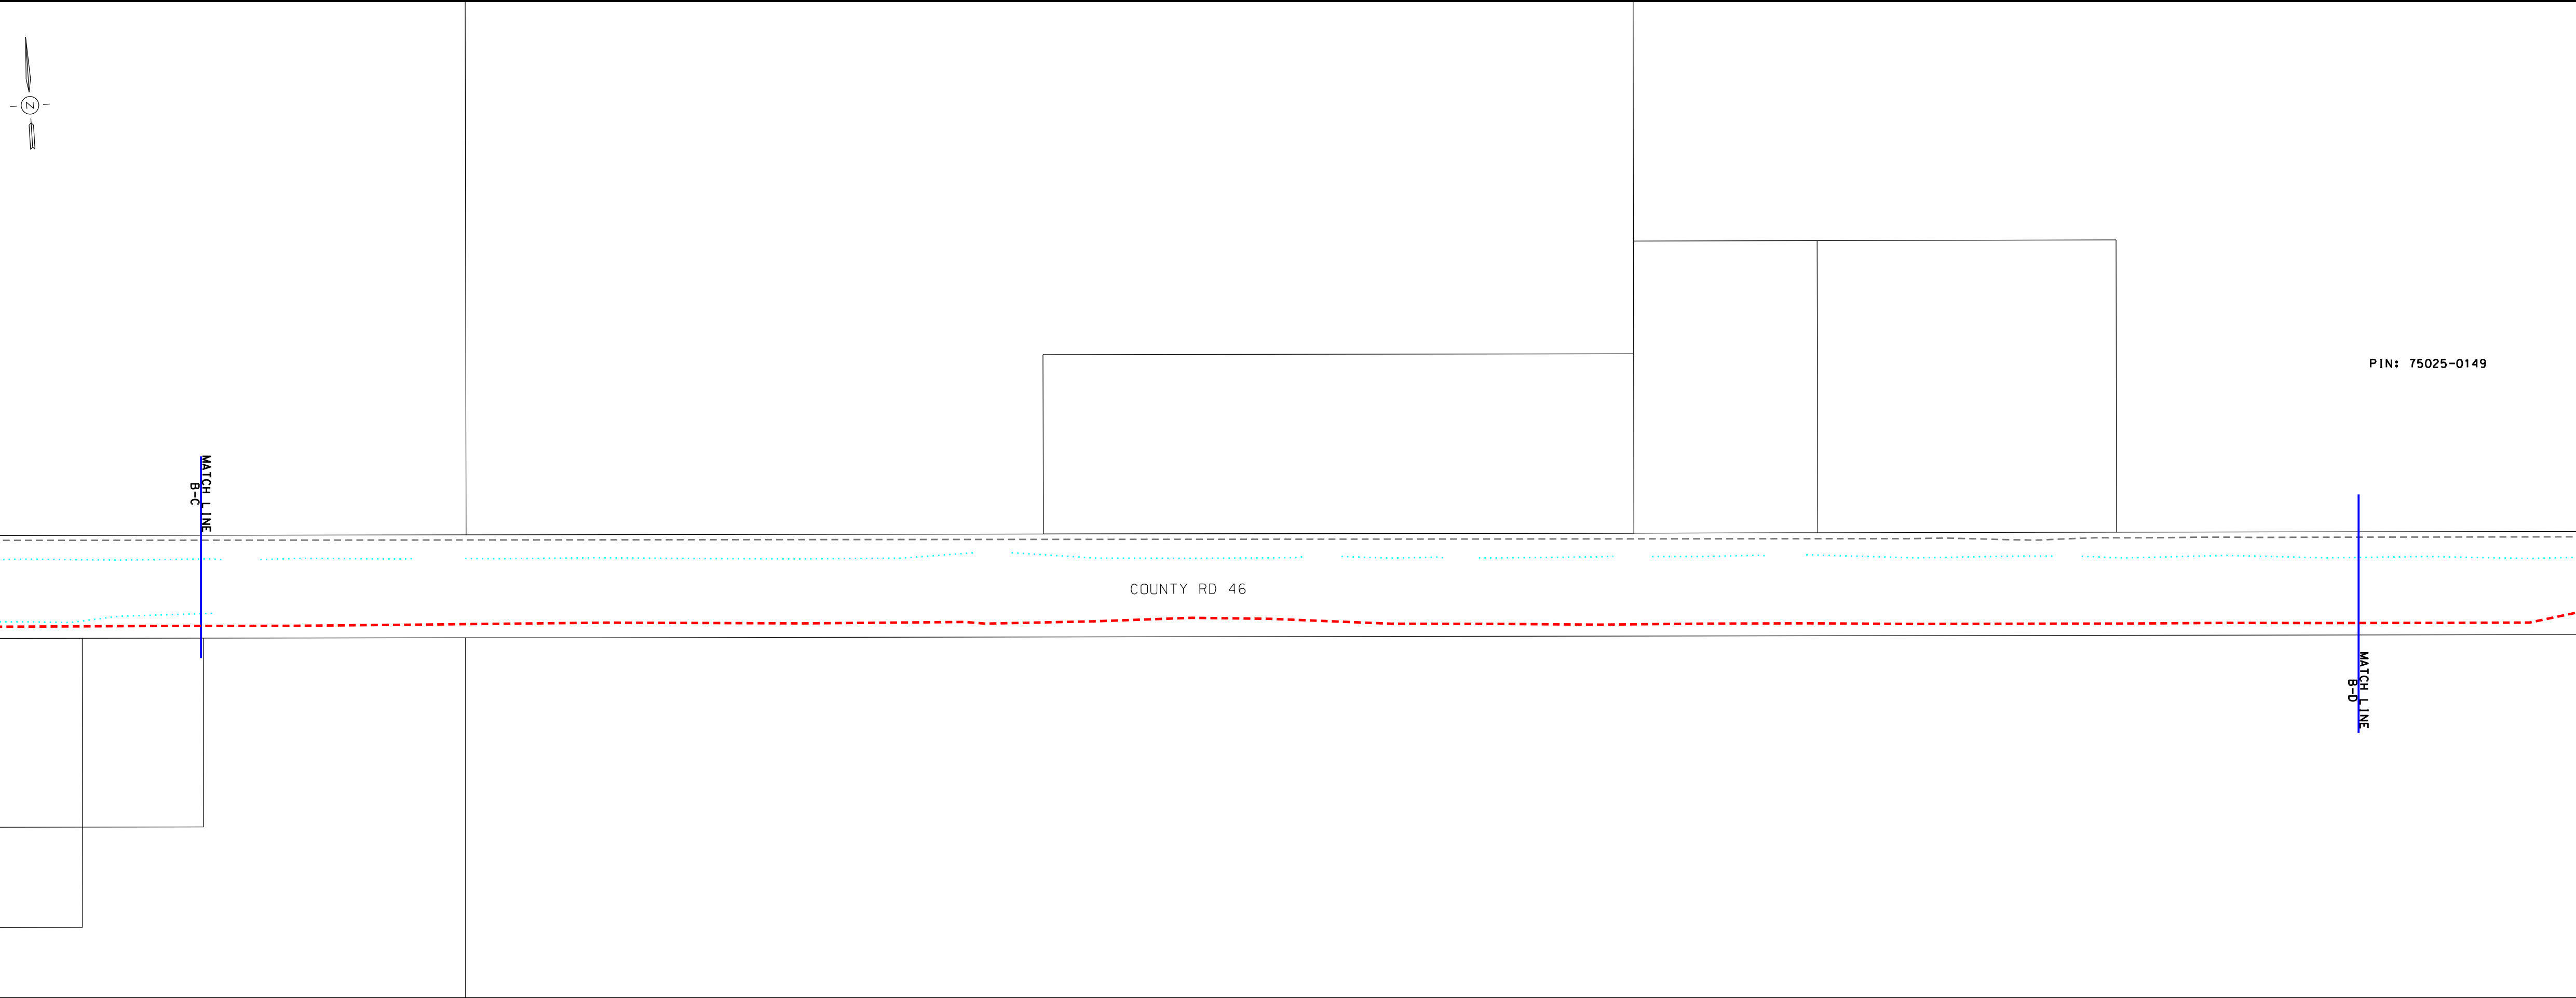 N
PIN: 75025-0149
MATCH LINE
B-C
COUNTY RD 46
MATCH LINE
B-D